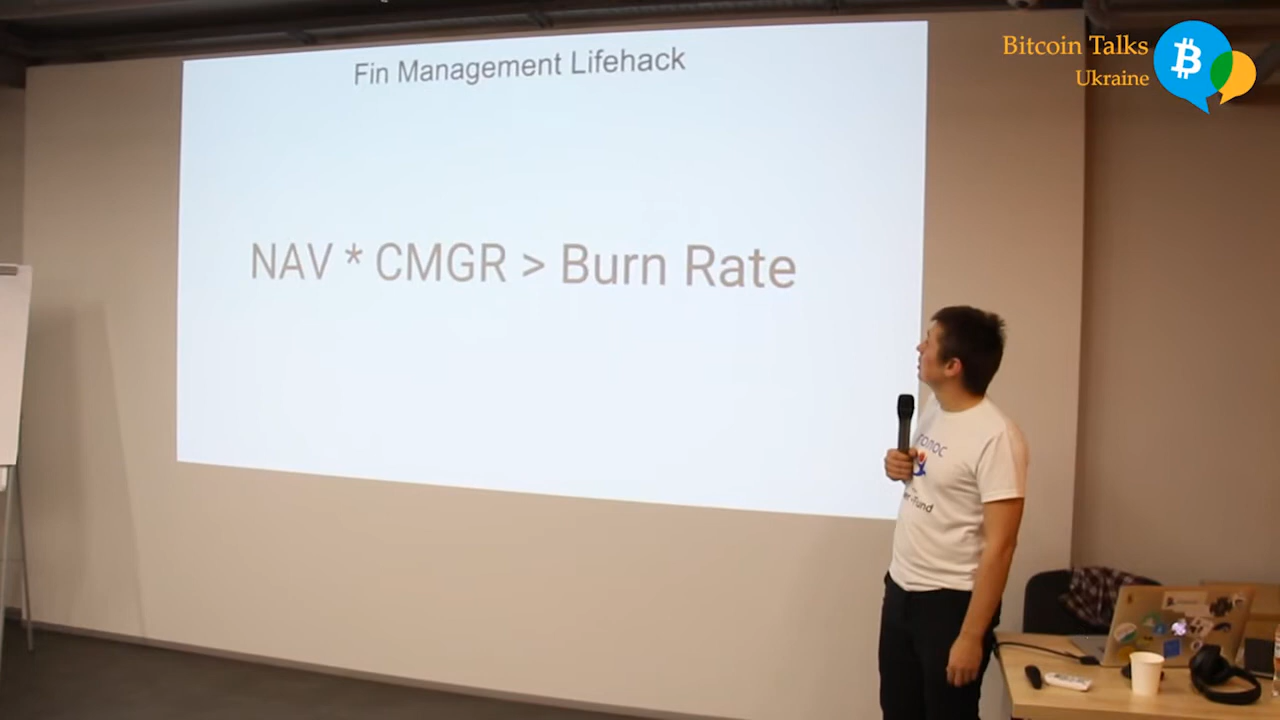 Fin Management Lifehack
NAV * CMGR > Burn Rate
Bitcoin Talks
Ukraine